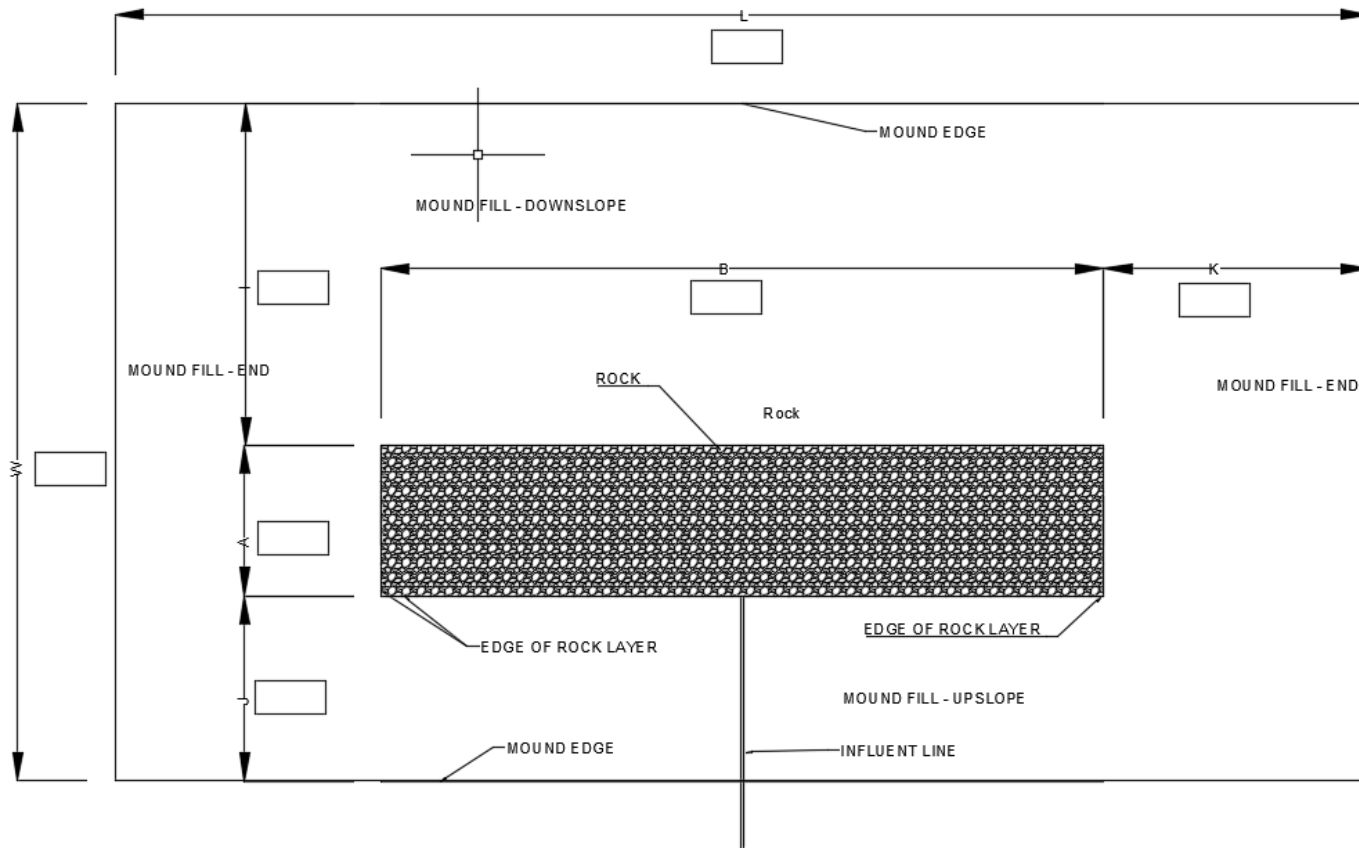 L
MOUND EDGE
MOUND FILL - DOWNSLOPE
B
K
I
MOUND FILL - END
ROCK
MOUND FILL - END
Rock
W
A
EDGE OF ROCK LAYER
EDGE OF ROCK LAYER
J
MOUND FILL - UPSLOPE
MOUND EDGE
INFLUENT LINE